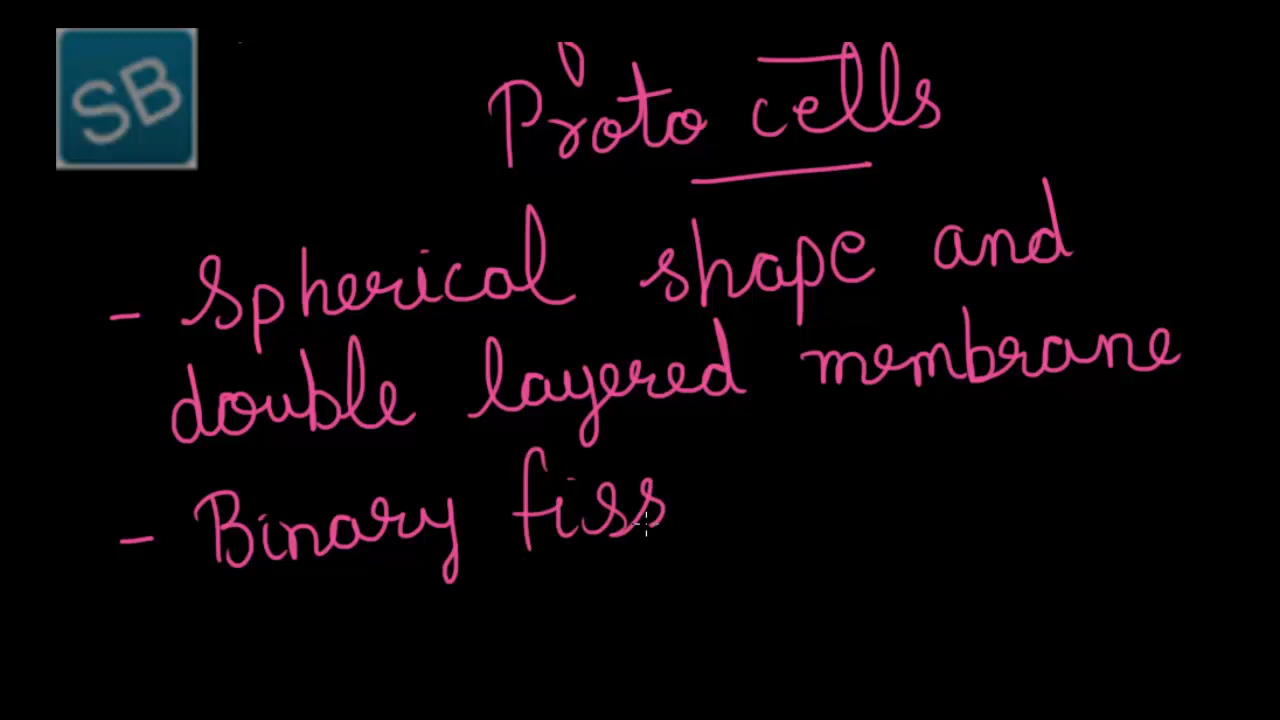 SB
Proto cells
- Spherical shape and
double layered membrane
- Binary fiss